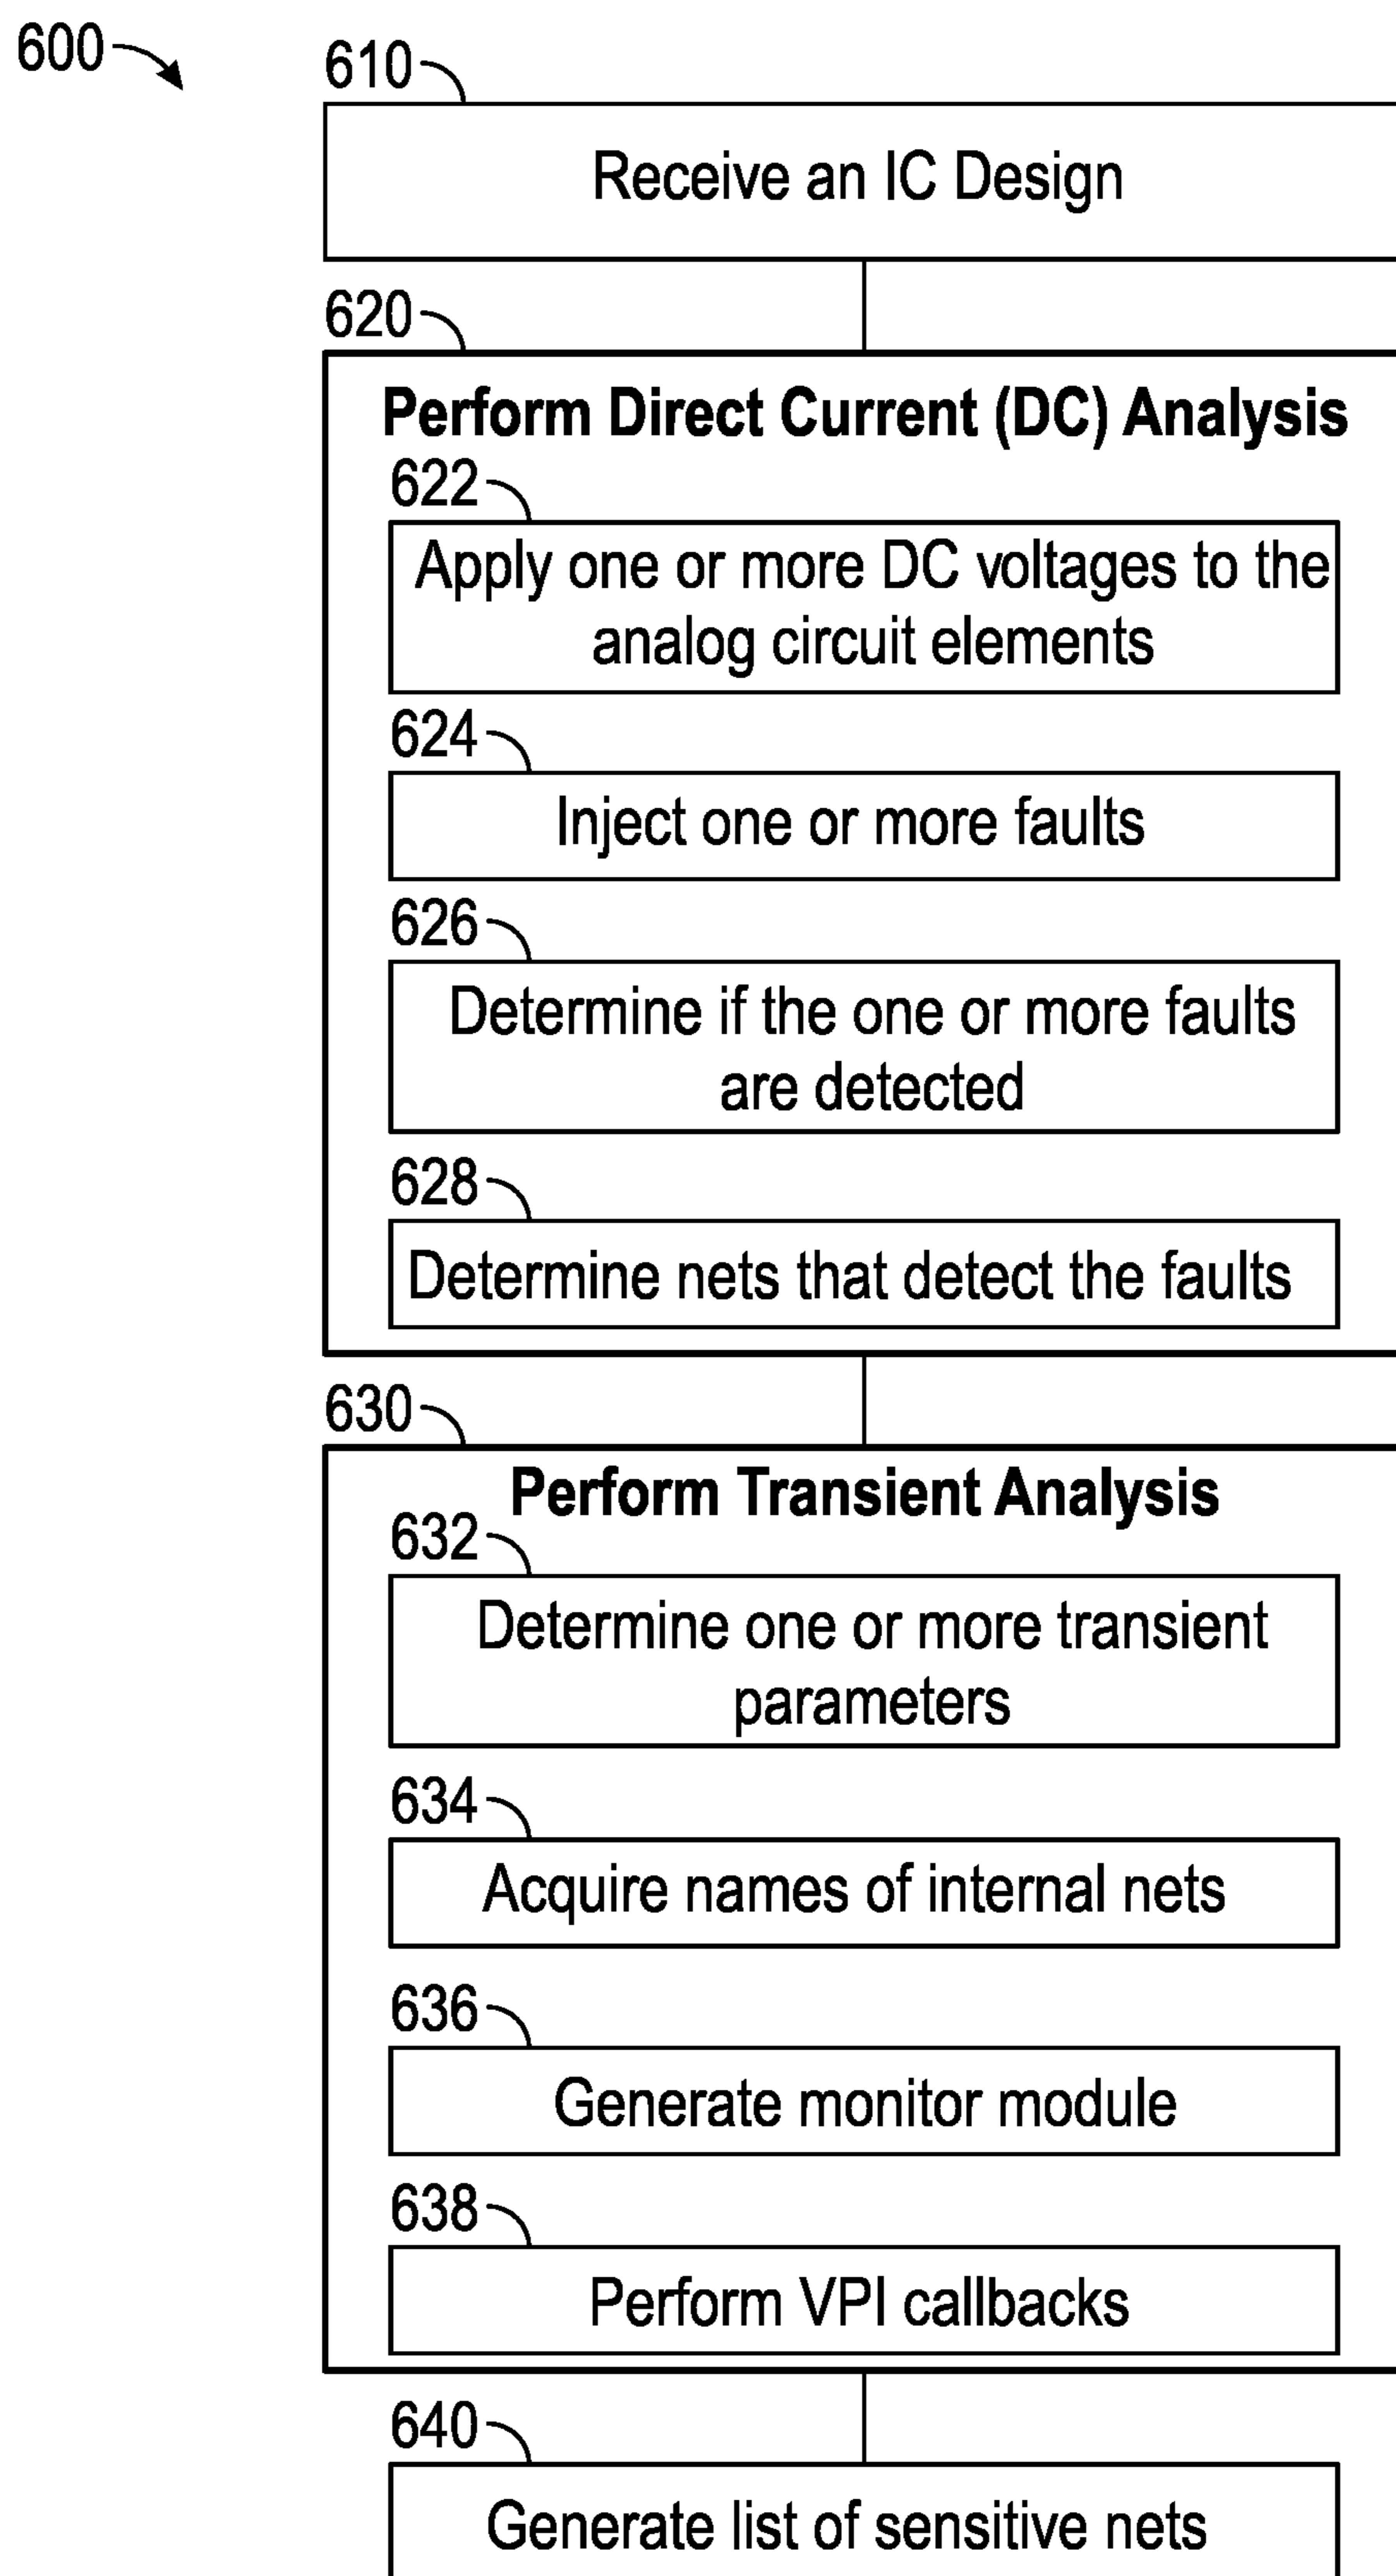 600
610
Receive an IC Design
620
Perform Direct Current (DC) Analysis
622
Apply one or more DC voltages to the
analog circuit elements
624
Inject one or more faults
626
Determine if the one or more faults
are detected
628
Determine nets that detect the faults
630
Perform Transient Analysis
632
Determine one or more transient
parameters
634
Acquire names of internal nets
636
Generate monitor module
638
Perform VPI callbacks
640
Generate list of sensitive nets